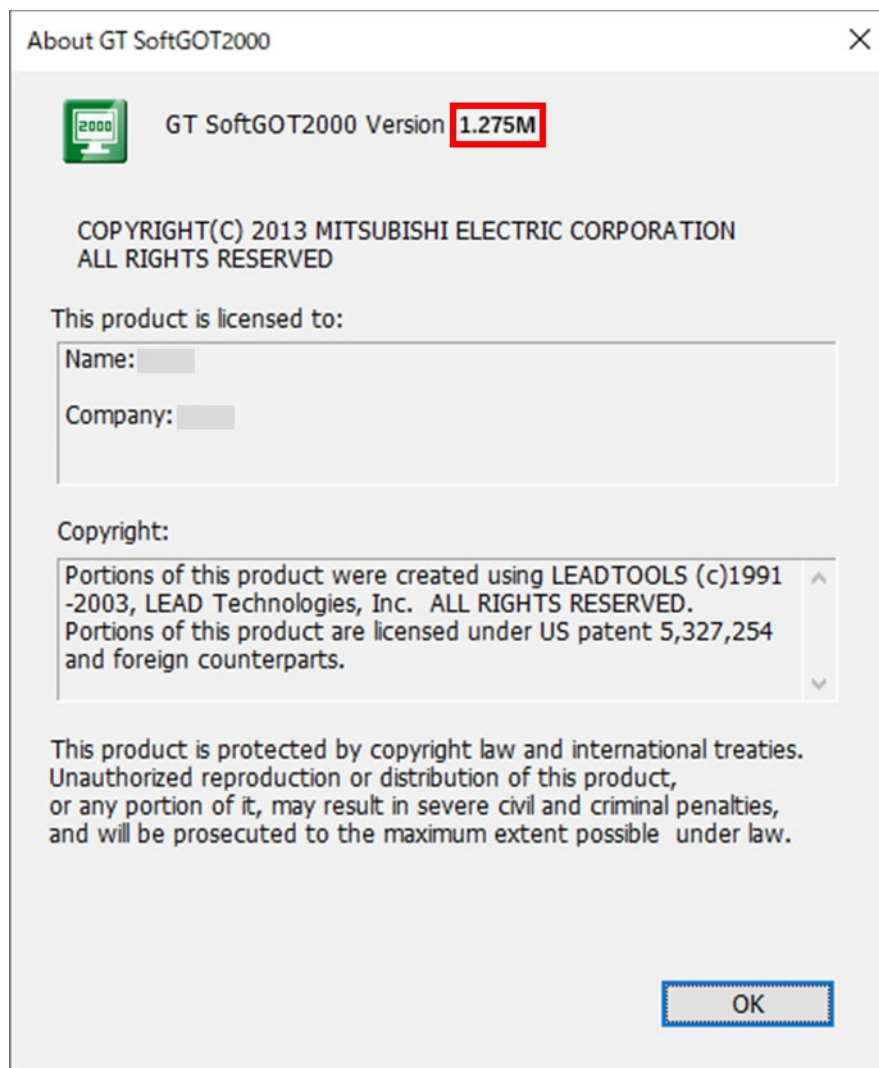 About GT SoftGOT2000
2000
GT SoftGOT2000 Version 1.275M
COPYRIGHT(C) 2013 MITSUBISHI ELECTRIC CORPORATION
ALL RIGHTS RESERVED
This product is licensed to:
Name:
Company:
Copyright:
Portions of this product were created using LEADTOOLS (c)1991
-2003, LEAD Technologies, Inc.  ALL RIGHTS RESERVED.
Portions of this product are licensed under US patent 5,327,254
and foreign counterparts.
This product is protected by copyright law and international treaties.
Unauthorized reproduction or distribution of this product,
or any portion of it, may result in severe civil and criminal penalties,
and will be prosecuted to the maximum extent possible  under law.
OK